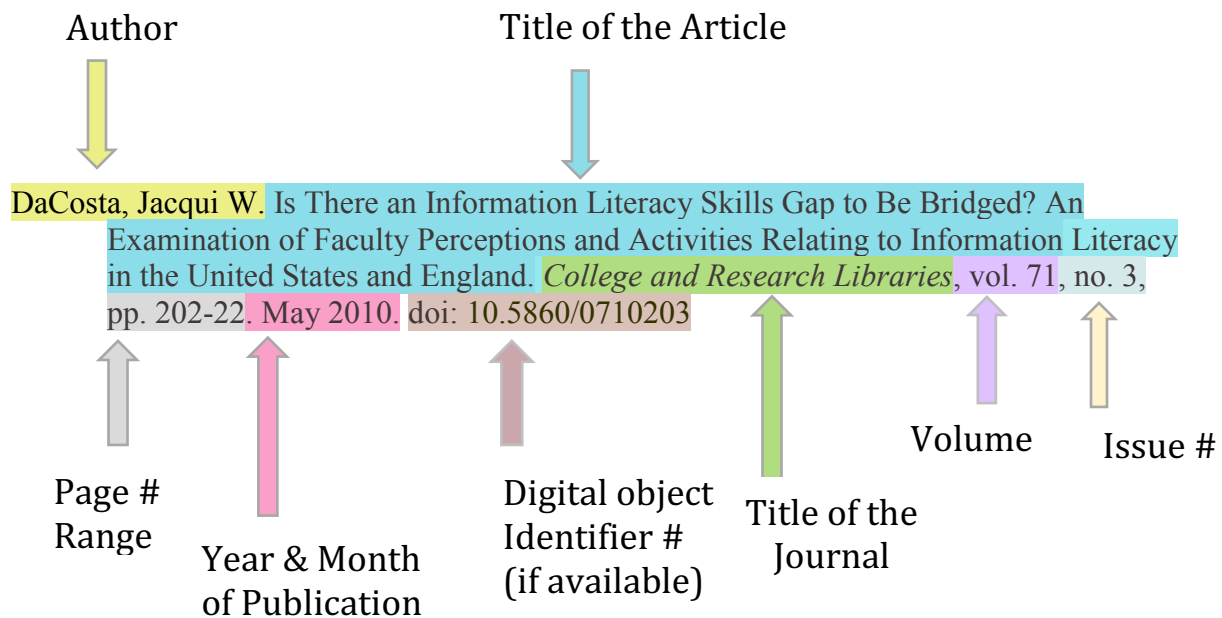 Author
Title of the Article
DaCosta, Jacqui W. Is There an Information Literacy Skills Gap to Be Bridged? An
Examination of Faculty Perceptions and Activities Relating to Information Literacy
in the United States and England. College and Research Libraries, vol. 71, no. 3,
pp. 202-22. May 2010. doi: 10.5860/0710203
Page #
Range
Year & Month
of Publication
Digital object
Identifier #
(if available)
Title of the
Journal
Volume
Issue #